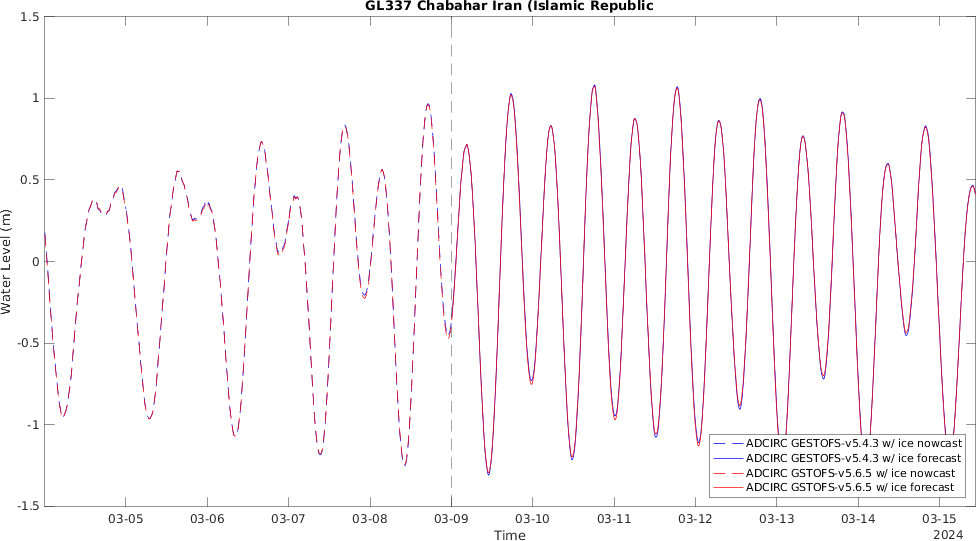 GL337 Chabahar Iran (Islamic Republic
1.5
1
0.5
0
-0.5
-1
-1.5
Water Level (m)
03-05 03-06 03-07 03-08 03-09 03-10 03-11 03-12 03-13 03-14 03-15
Time
2024
ADCIRC GESTOFS-v5.4.3 w/ ice nowcast
ADCIRC GESTOFS-v5.4.3 w/ ice forecast
ADCIRC GSTOFS-v5.6.5 w/ ice nowcast
ADCIRC GSTOFS-v5.6.5 w/ ice forecast